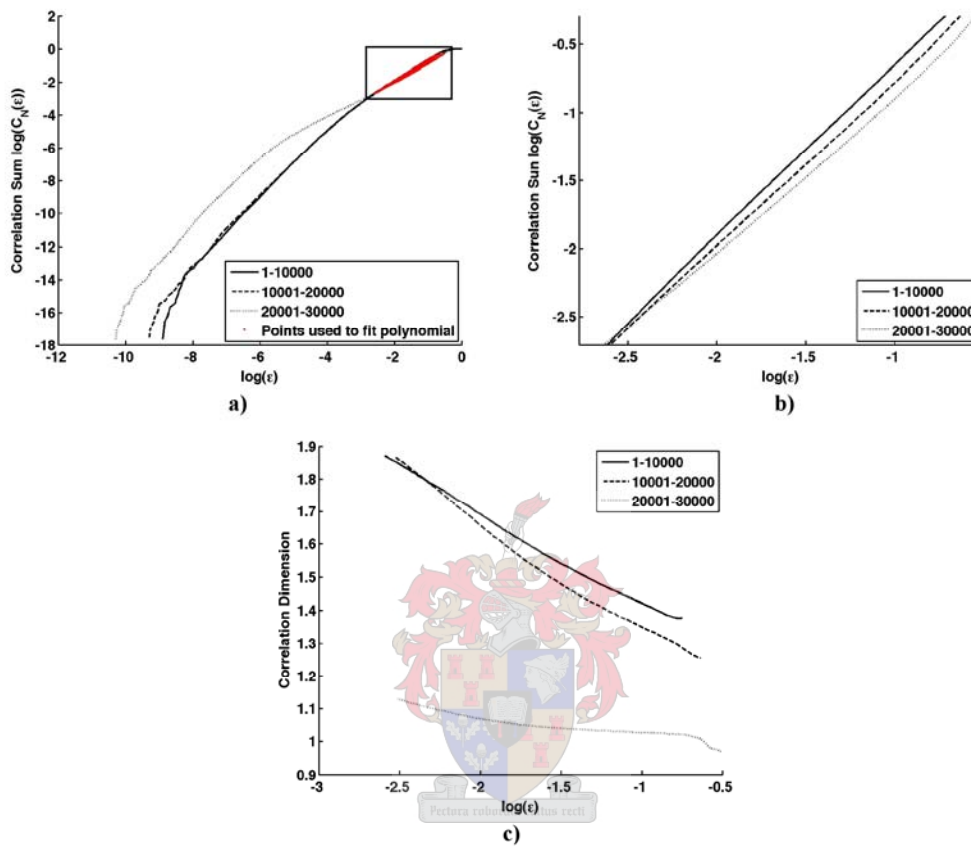 2
0
-2
-4
-6
-8
-10
-12
-14
-16
-18
Correlation Sum log(C_N(ε))
1-10000
10001-20000
20001-30000
Points used to fit polynomial
-12 -10 -8 -6 -4 -2 0
log(ε)
a)
-0.5
-1
-1.5
-2
-2.5
Correlation Sun log(C_N(ε))
1-10000
10001-20000
20001-30000
-2.5 -2 -1.5 -1
log(ε)
b)
1.9
1.8
1.7
1.6
1.5
1.4
1.3
1.2
1.1
1
0.9
Correlation Dimension
1-10000
10001-20000
20001-30000
-3 -2.5 -2 -1.5 -1 -0.5
log(ε)
Pectora roborant cultus recti
c)